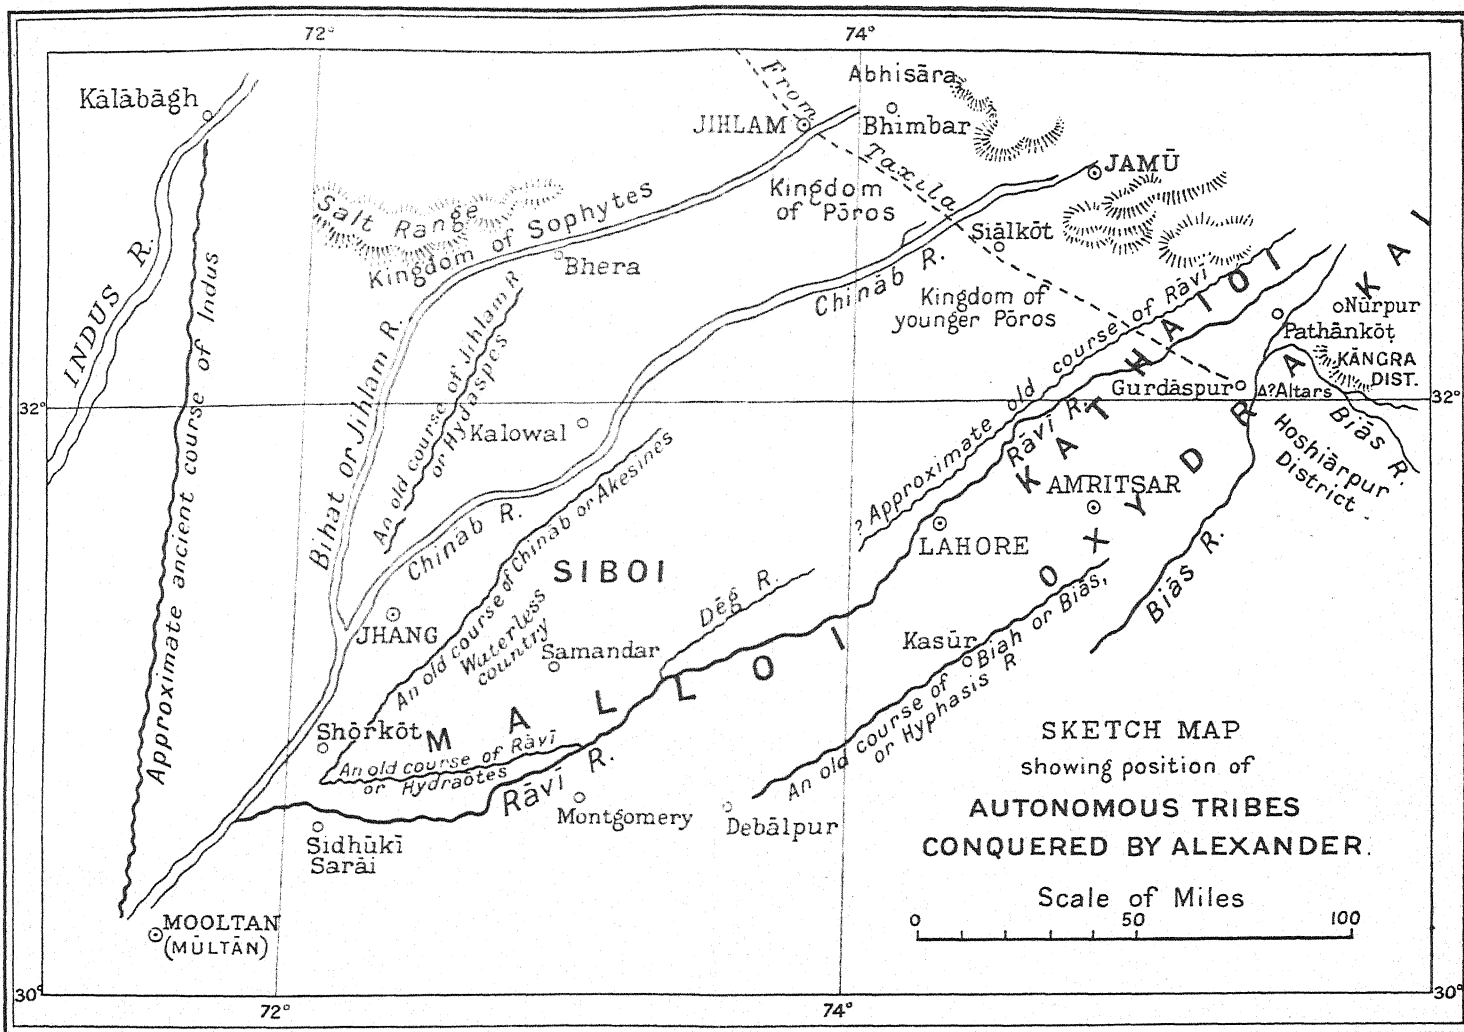 72°
74°
Kālābāgh
Abhisāra
From
JIHLAM
Bhimbar
Taxila
JAMŪ
Kingdom
of Pōros
Salt Range
Kingdom of Sophytes
Siālkōt
Bhera
Chināb R.
INDUS R.
Kingdom of
younger Pōros
Nūrpur
Pathānkōṭ
KĀNGRA
DIST.
Approximate ancient course of Indus
Bihat or Jihlam R.
An old course of Jihlam R
or Hydaspes
? Approximate old course of Rāvī
KATHAIOI
Gurdāspur
Δ?Altars
32°
32°
Kalowal
Rāvī R.
OXYDRAKAI
Biās R.
Hoshiārpur
District
AMRITSAR
LAHORE
Chināb R.
An old course of Chināb or Akesines
SIBOI
Dēg R.
Biās R.
JHANG
Waterless
country
Samandar
Kasūr
An old course of Biah or Biās,
or Hyphasis R
Shōrkōt
MALLOI
An old course of Rāvī
or Hydraōtes
Rāvī R.
Montgomery
Debālpur
Sidhūkī
Sarāi
MOOLTAN
(MŪLTĀN)
SKETCH MAP
showing position of
AUTONOMOUS TRIBES
CONQUERED BY ALEXANDER.
Scale of Miles
0 50 100
30°
30°
72°
74°